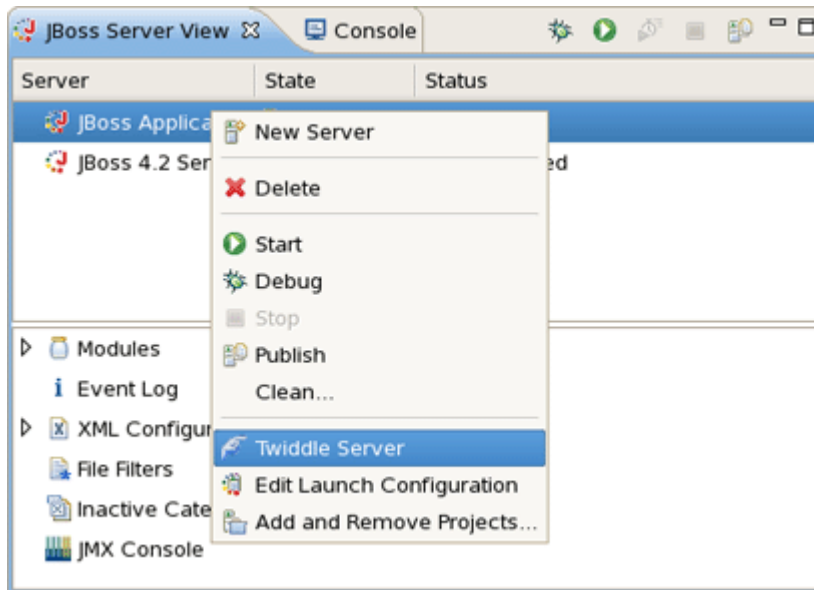 JBoss Server View
Console
Server State Status
JBoss Applica
JBoss 4.2 Ser
New Server
Delete
Start
Debug
Stop
Publish
Clean...
Twiddle Server
Edit Launch Configuration
Add and Remove Projects...
Modules
Event Log
XML Configur
File Filters
Inactive Cate
JMX Console